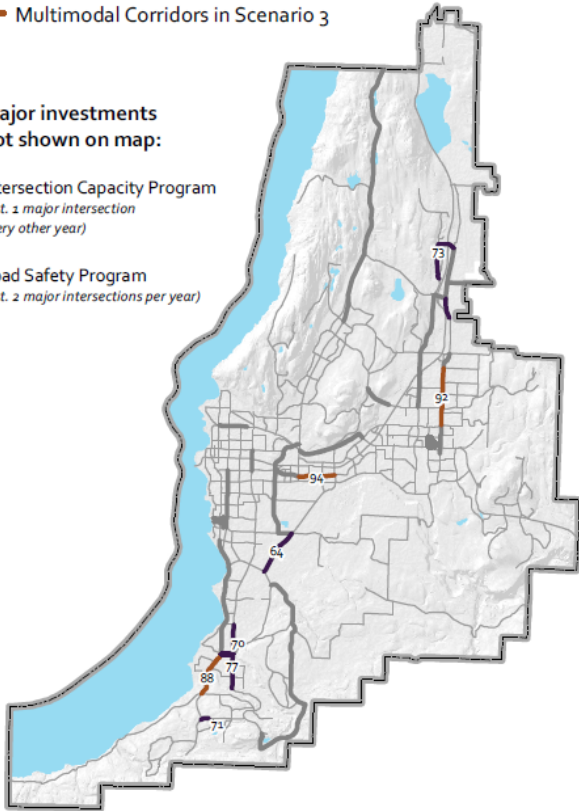 Multimodal Corridors in Scenario 3
ajor investments
ot shown on map:
tersection Capacity Program
t. 1 major intersection
ery other year)
ad Safety Program
t. 2 major intersections per year)
73
92
94
64
70
77
88
71